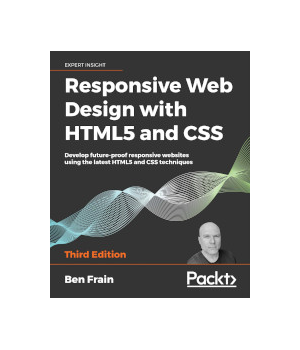 EXPERT INSIGHT
Responsive Web
Design with
HTML5 and CSS
Develop future-proof responsive websites
using the latest HTML5 and CSS techniques
Third Edition
Ben Frain
Packt>